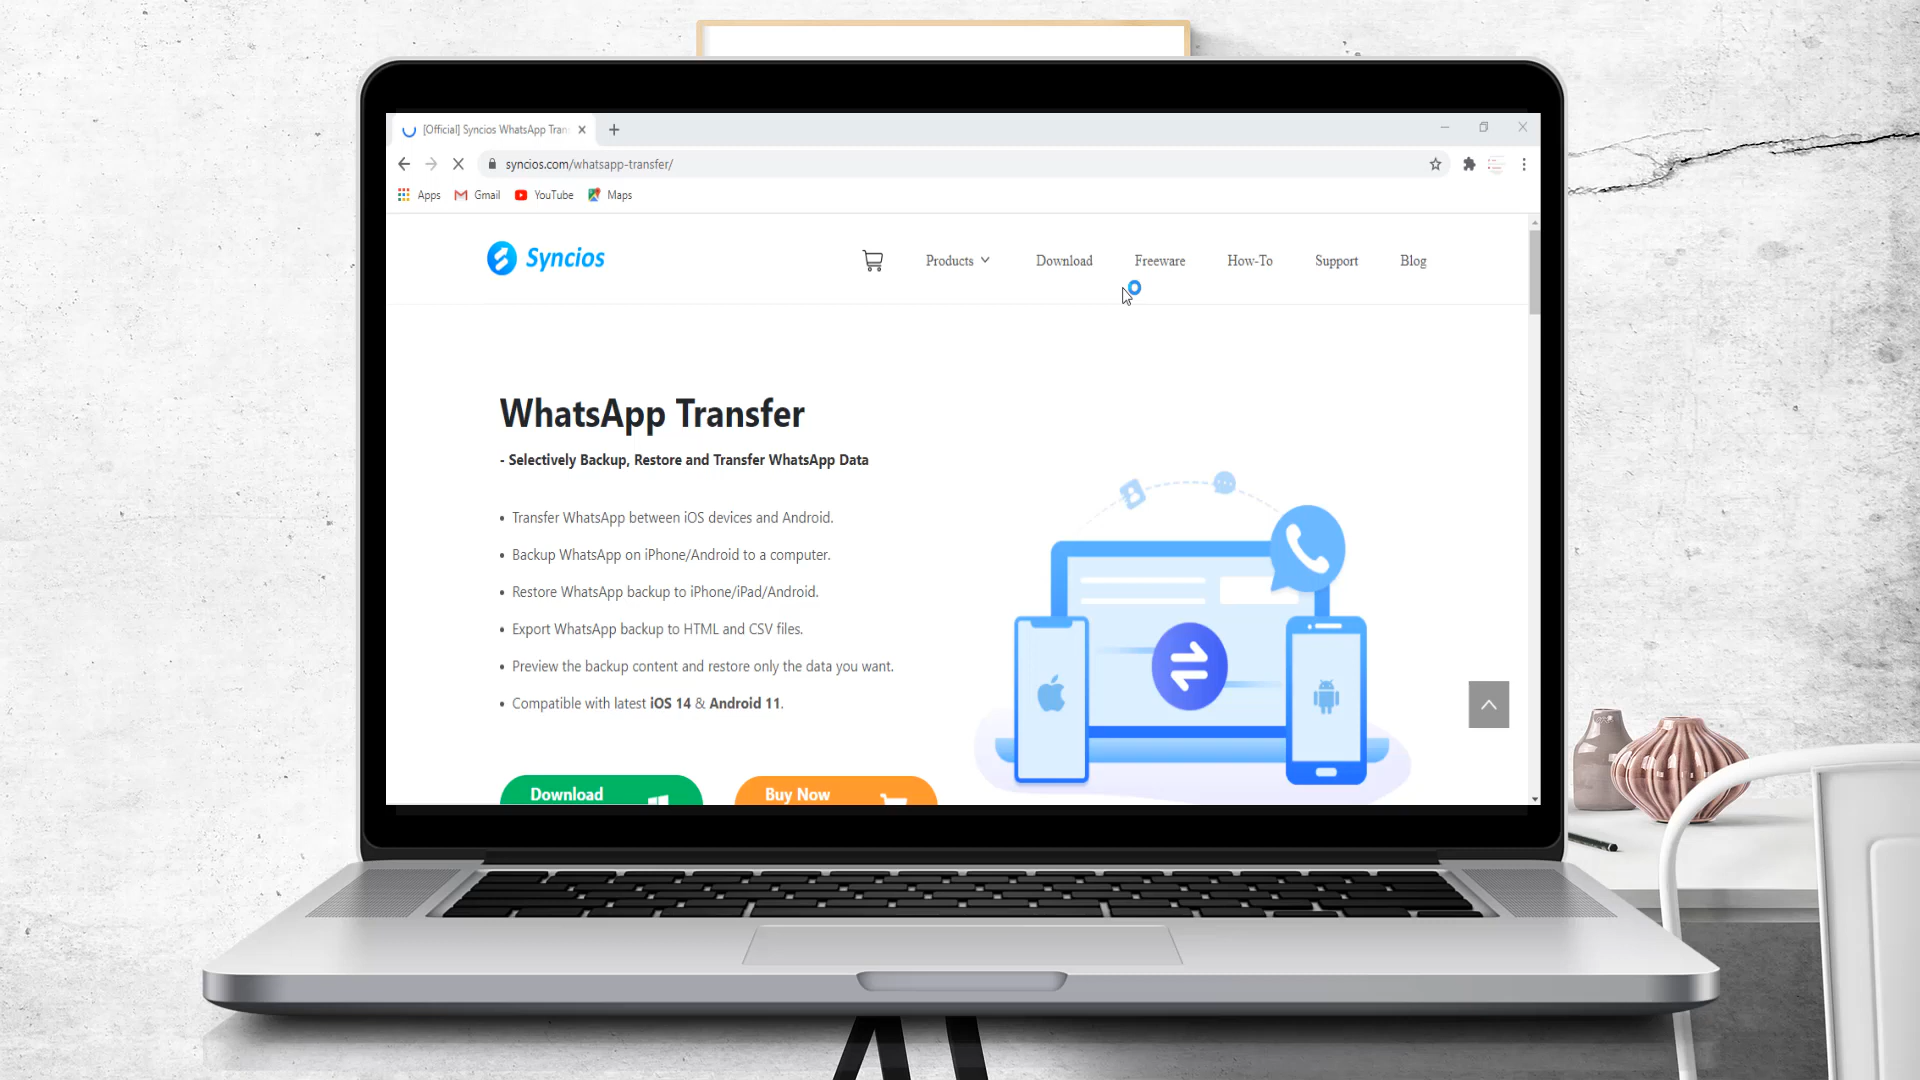 [Official] Syncios WhatsApp Tran
syncios.com/whatsapp-transfer/
Apps Gmail YouTube Maps
Syncios
Products Download Freeware How-To Support Blog
WhatsApp Transfer
- Selectively Backup, Restore and Transfer WhatsApp Data
• Transfer WhatsApp between iOS devices and Android.
• Backup WhatsApp on iPhone/Android to a computer.
• Restore WhatsApp backup to iPhone/iPad/Android.
• Export WhatsApp backup to HTML and CSV files.
• Preview the backup content and restore only the data you want.
• Compatible with latest iOS 14 & Android 11.
Download Buy Now